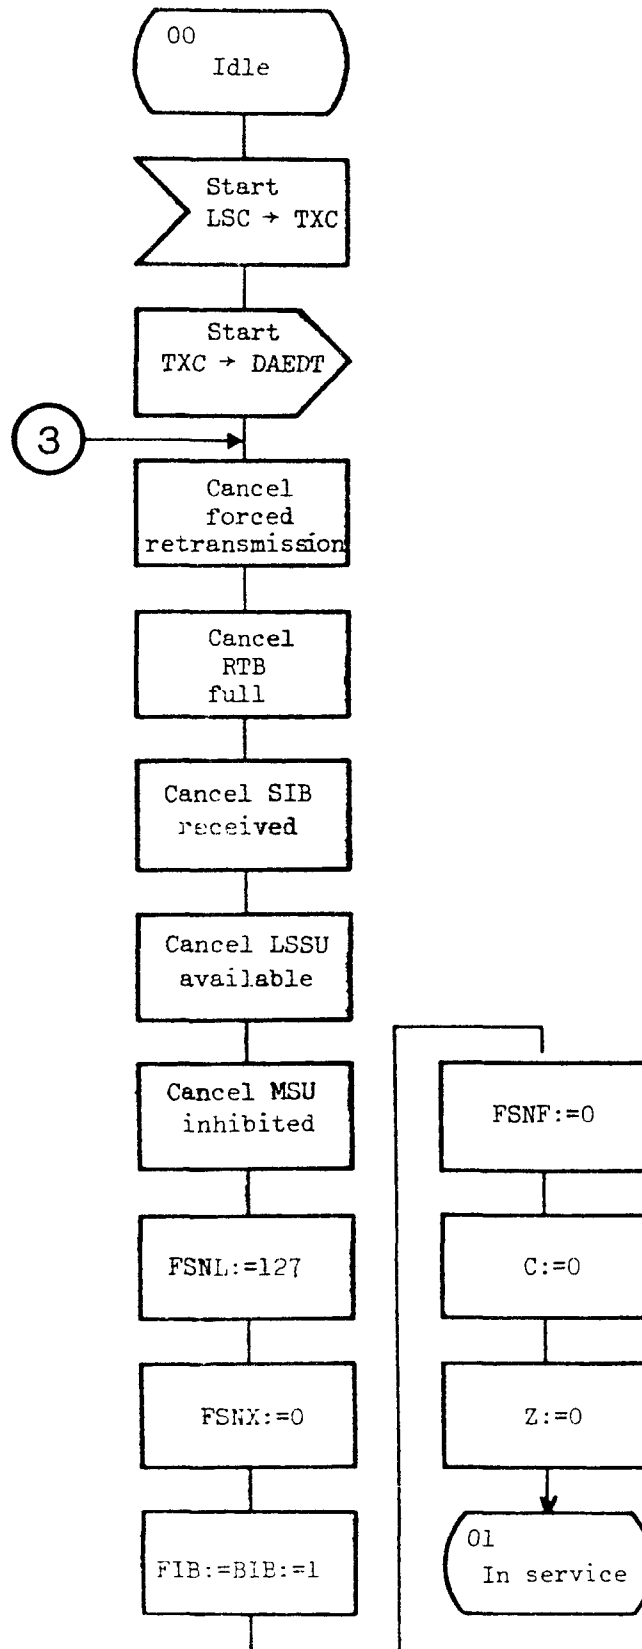 00
Idle
Start
LSC → TXC
Start
TXC → DAEDT
3
Cancel
forced
retransmission
Cancel
RTB
full
Cancel SIB
received
Cancel LSSU
available
Cancel MSU
inhibited
FSNL:=127
FSNX:=0
FIB:=BIB:=1
FSNF:=0
C:=0
Z:=0
01
In service